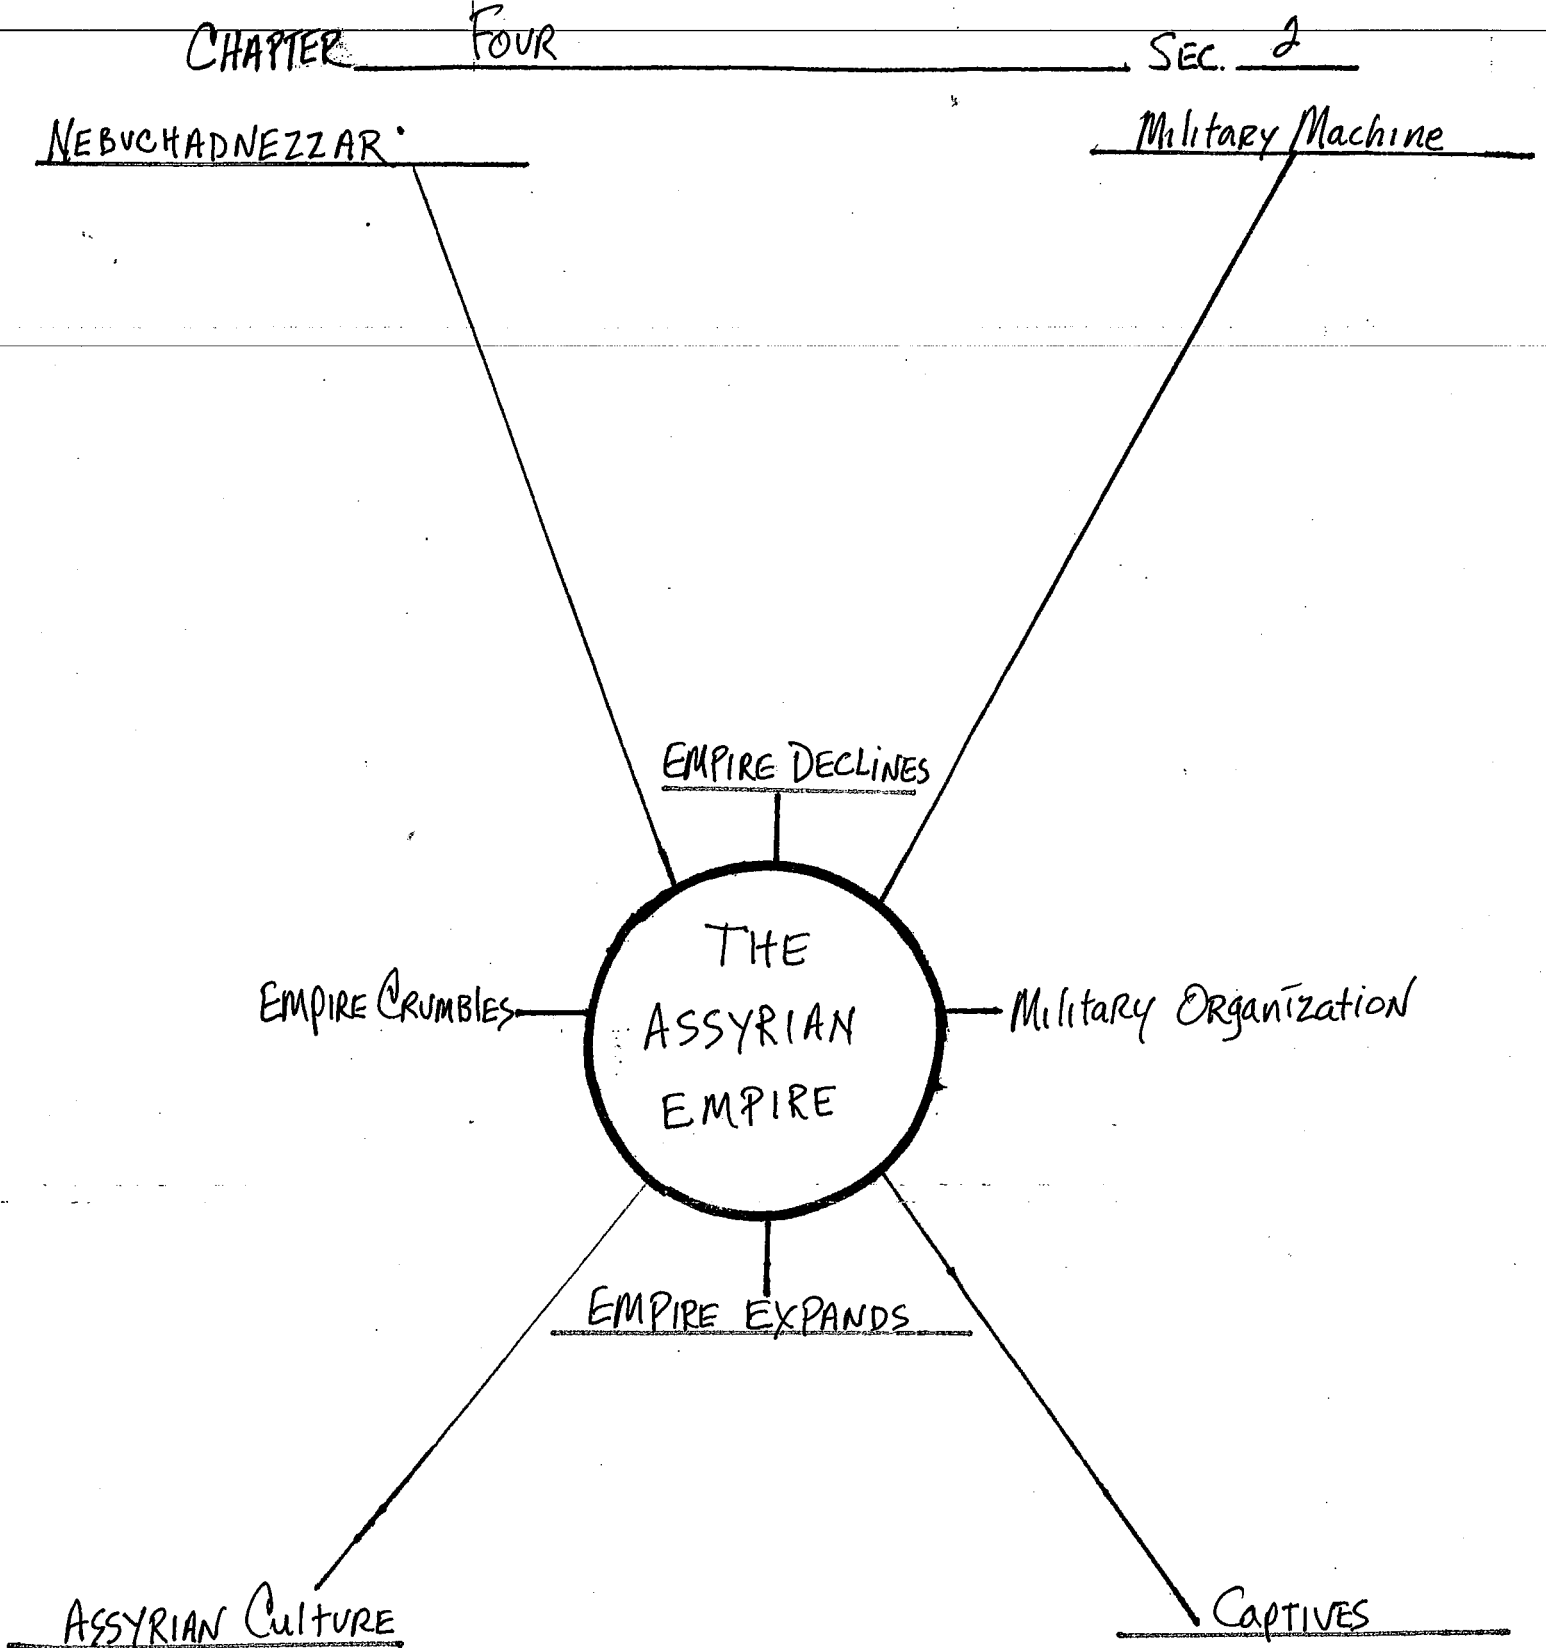 CHAPTER FOUR SEC. 2
NEBUCHADNEZZAR
Military Machine
EMPIRE DECLINES
THE
ASSYRIAN
EMPIRE
EMPIRE CRUMBLES
Military Organization
EMPIRE EXPANDS
ASSYRIAN CULTURE
CAPTIVES